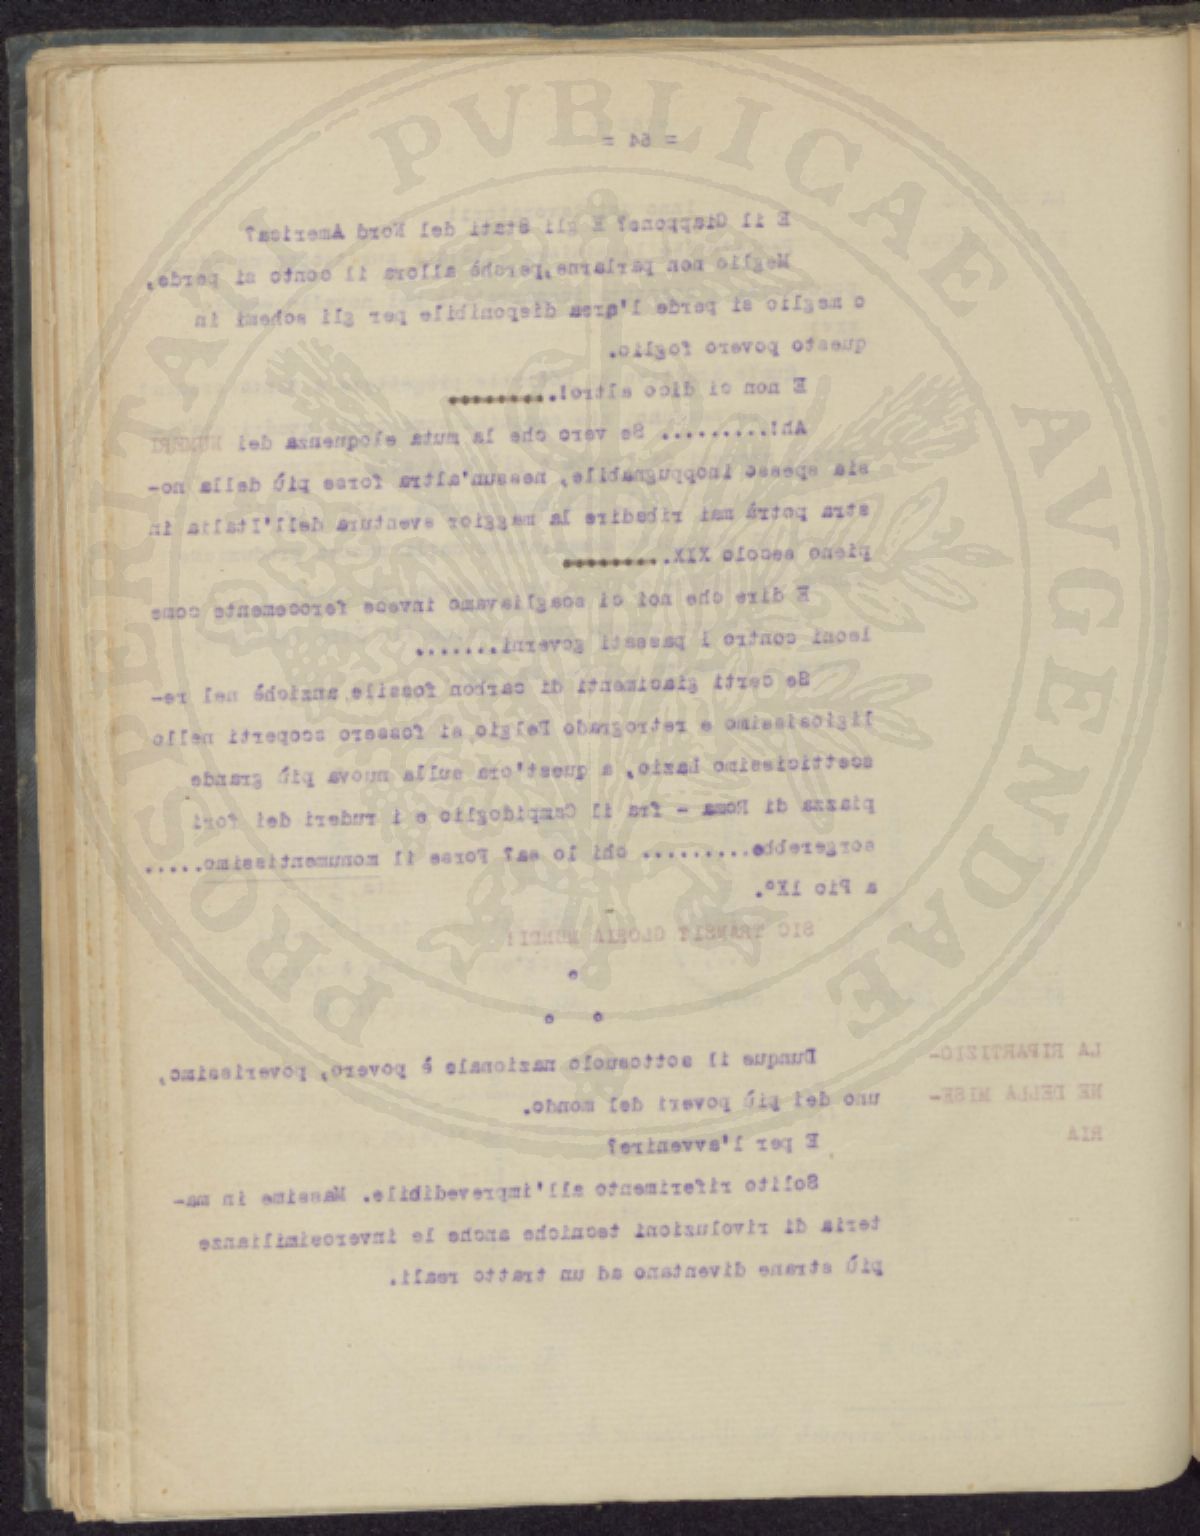 = 64 =
E il Giappone? E gli Stati del Nord America?
Meglio non parlarne, perchè allora il conto si perde,
o meglio si perde l'area disponibile per gli schemi in
questo povero foglio.
E non ci dico altro!.........
Ah!......... Se vero che la muta eloquenza dei NUMERI
sia spesso inoppugnabile, nessun'altra forse più della no-
stra potrà mai ribadire la maggior sventura dell'Italia in
pieno secolo XIX.........
E dire che noi ci scagliavamo invece ferocemente come
leoni contro i passati governi.......
Se certi giacimenti di carbon fossile anzichè nel re-
ligiosissimo e retrogrado Belgio si fossero scoperti nello
scetticissimo Lazio, a quest'ora sulla nuova più grande
piazza di Roma - fra il Campidoglio e i ruderi dei fori
sorgerebbe.......... chi lo sa? Forse il monumentissimo.....
a Pio IX°.
SIC TRANSIT GLORIA MUNDI!
°
° °
LA RIPARTIZIO-
NE DELLA MISE-
RIA
Dunque il sottosuolo nazionale è povero, poverissimo,
uno dei più poveri del mondo.
E per l'avvenire?
Solito riferimento all'imprevedibile. Massime in ma-
teria di rivoluzioni tecniche anche le inverosimilianze
più strane diventano ad un tratto reali.
PROSPERITATI PVBLICAE AVGENDAE